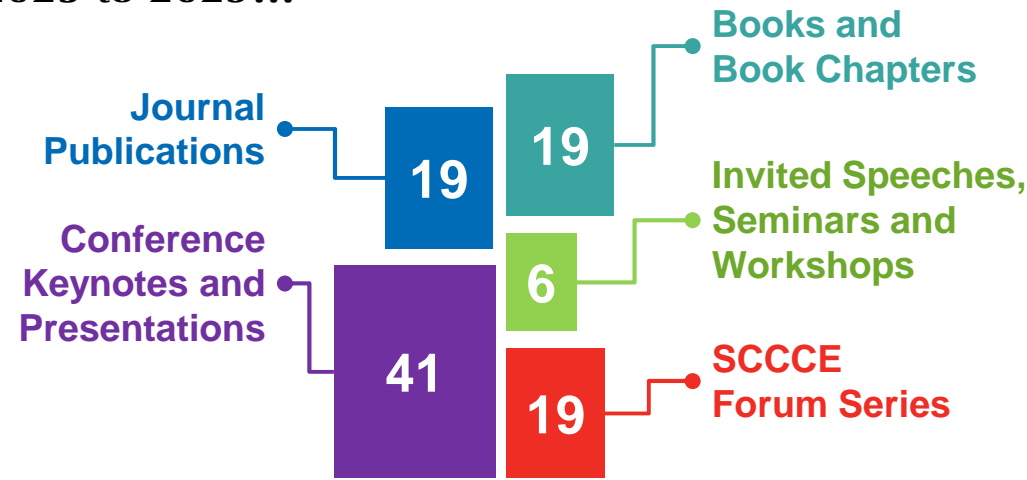 Books and
Book Chapters
Journal
Publications
19
19
Invited Speeches,
Seminars and
Workshops
Conference
Keynotes and
Presentations
6
41
SCCCE
Forum Series
19